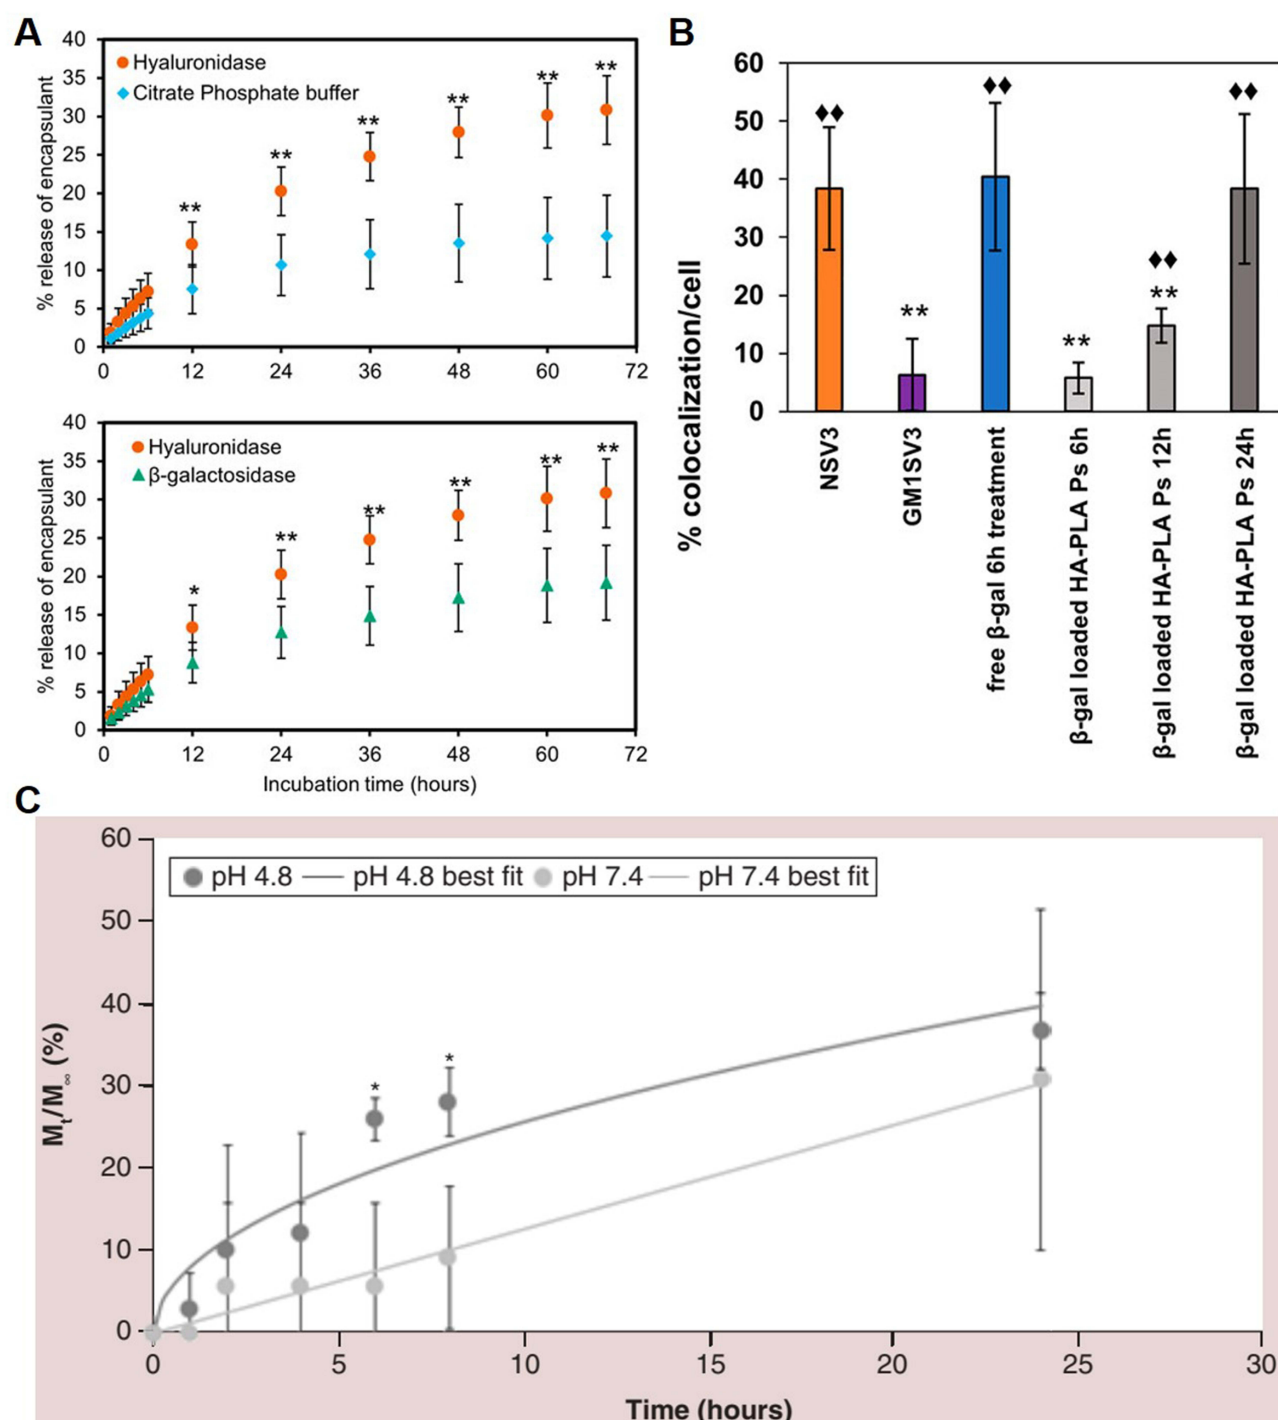 A
40
35
30
25
20
15
10
5
0
% release of encapsulant
Hyaluronidase
Citrate Phosphate buffer
**
**
**
**
**
**
0 12 24 36 48 60 72
40
35
30
25
20
15
10
5
0
% release of encapsulant
Hyaluronidase
β-galactosidase
*
**
**
**
**
**
0 12 24 36 48 60 72
Incubation time (hours)
B
60
50
40
30
20
10
0
% colocalization/cell
♦♦
**
♦♦
**
♦♦
**
♦♦
NSV3
GM1SV3
free β-gal 6h treatment
β-gal loaded HA-PLA Ps 6h
β-gal loaded HA-PLA Ps 12h
β-gal loaded HA-PLA Ps 24h
C
60
50
40
30
20
10
0
Mt/M∞ (%)
pH 4.8 pH 4.8 best fit pH 7.4 pH 7.4 best fit
*
*
0 5 10 15 20 25 30
Time (hours)